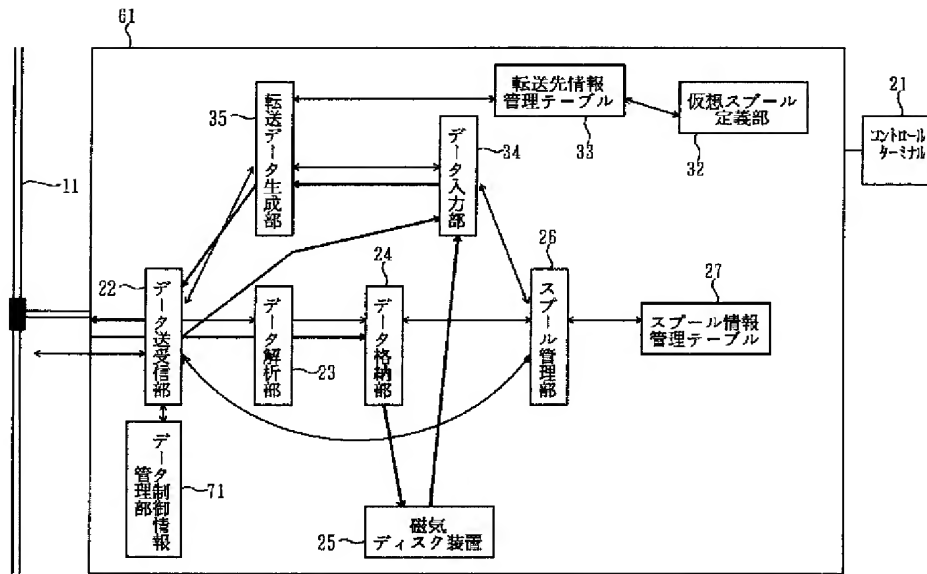 61
21
コントロール
ターミナル
転送先情報
管理テーブル
33
仮想スプール
定義部
32
35
転送データ生成部
34
データ入力部
11
22
データ送受信部
データ解析部
23
24
データ格納部
26
スプール管理部
27
スプール情報
管理テーブル
データ制御情報
管理部
71
25
磁気
ディスク装置